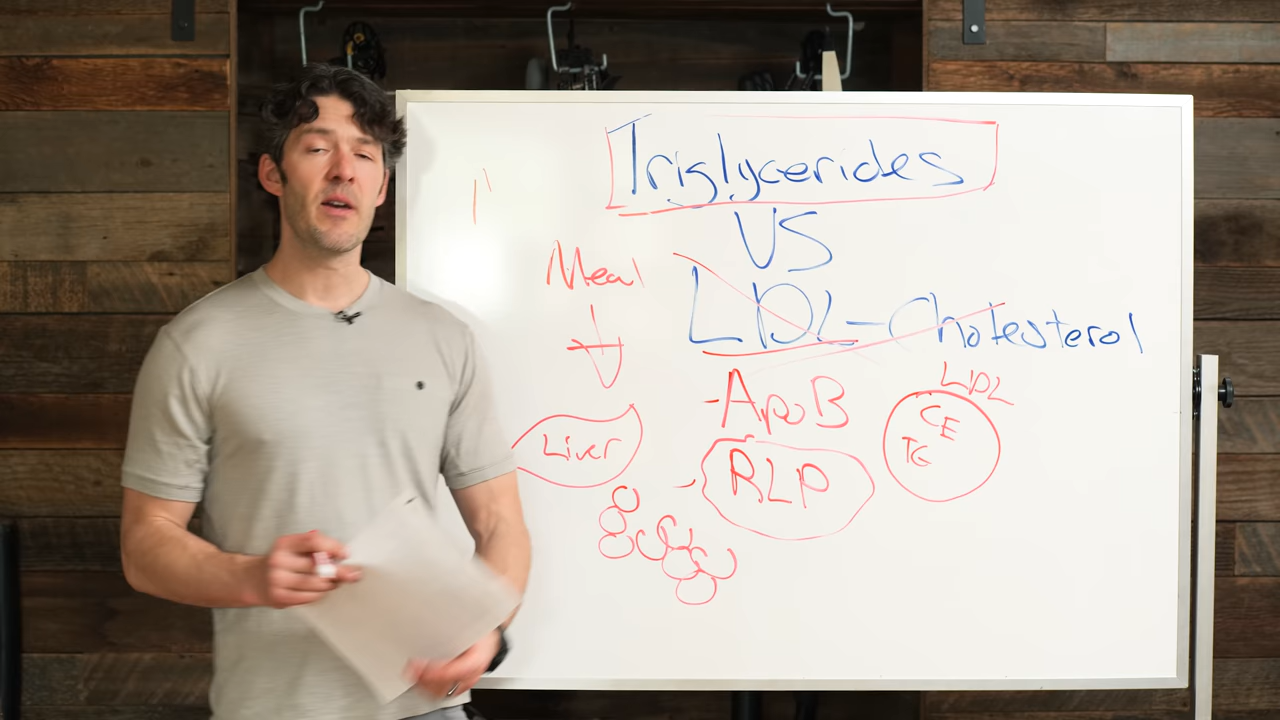 Triglycerides
VS
Meal
LDL-Cholesterol
-ApoB
LDL
CE
TG
Liver
-RLP